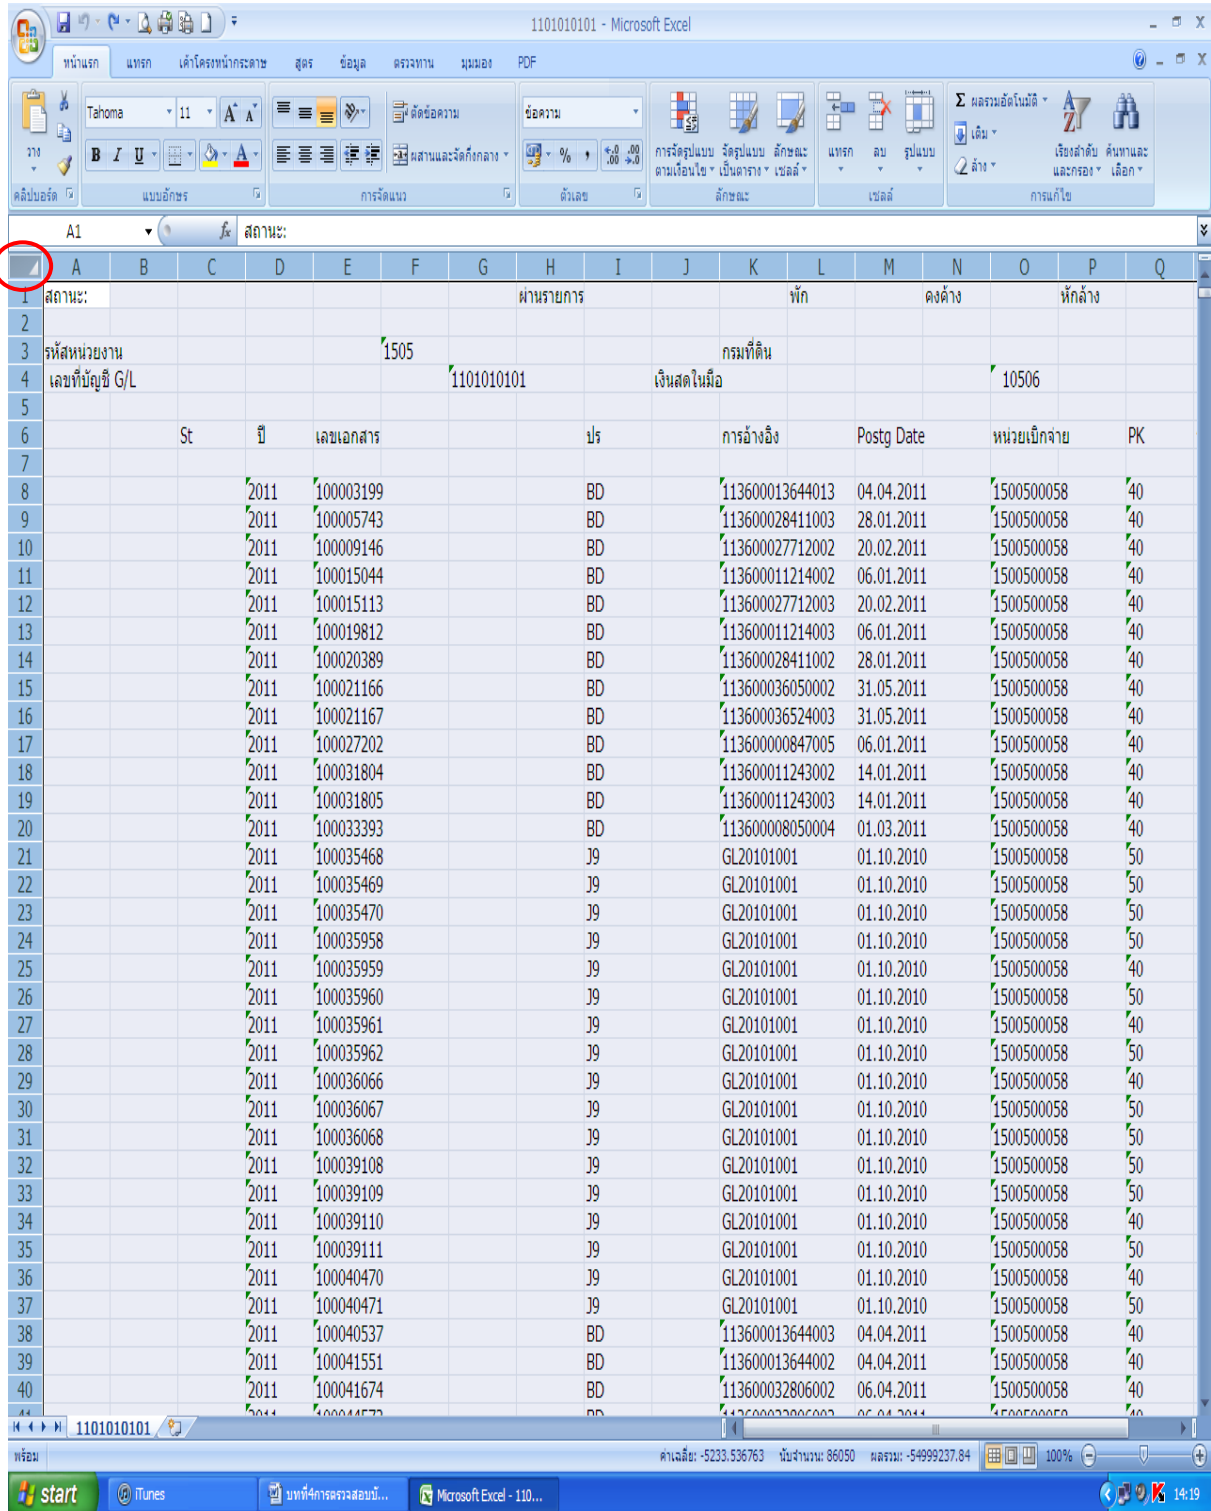 1101010101 - Microsoft Excel
หน้าแรก แทรก เค้าโครงหน้ากระดาษ สูตร ข้อมูล ตรวจทาน มุมมอง PDF
วาง
คลิปบอร์ด
Tahoma 11
B I U
แบบอักษร
ตัดข้อความ
ผสานและจัดกึ่งกลาง
การจัดแนว
ข้อความ
% , .00 .0
ตัวเลข
การจัดรูปแบบ ตามเงื่อนไข
จัดรูปแบบ เป็นตาราง
ลักษณะ เซลล์
ลักษณะ
แทรก ลบ รูปแบบ
เซลล์
Σ ผลรวมอัตโนมัติ
เติม
ล้าง
เรียงลำดับ และกรอง
ค้นหาและ เลือก
การแก้ไข
A1 fx สถานะ:
A B C D E F G H I J K L M N O P Q
1 สถานะ: ผ่านรายการ พัก คงค้าง หักล้าง
2
3 รหัสหน่วยงาน 1505 กรมที่ดิน
4 เลขที่บัญชี G/L 1101010101 เงินสดในมือ 10506
5
6 St ปี เลขเอกสาร ปร การอ้างอิง Postg Date หน่วยเบิกจ่าย PK
7
8 2011 100003199 BD 113600013644013 04.04.2011 1500500058 40
9 2011 100005743 BD 113600028411003 28.01.2011 1500500058 40
10 2011 100009146 BD 113600027712002 20.02.2011 1500500058 40
11 2011 100015044 BD 113600011214002 06.01.2011 1500500058 40
12 2011 100015113 BD 113600027712003 20.02.2011 1500500058 40
13 2011 100019812 BD 113600011214003 06.01.2011 1500500058 40
14 2011 100020389 BD 113600028411002 28.01.2011 1500500058 40
15 2011 100021166 BD 113600036050002 31.05.2011 1500500058 40
16 2011 100021167 BD 113600036524003 31.05.2011 1500500058 40
17 2011 100027202 BD 113600000847005 06.01.2011 1500500058 40
18 2011 100031804 BD 113600011243002 14.01.2011 1500500058 40
19 2011 100031805 BD 113600011243003 14.01.2011 1500500058 40
20 2011 100033393 BD 113600008050004 01.03.2011 1500500058 40
21 2011 100035468 J9 GL20101001 01.10.2010 1500500058 50
22 2011 100035469 J9 GL20101001 01.10.2010 1500500058 50
23 2011 100035470 J9 GL20101001 01.10.2010 1500500058 50
24 2011 100035958 J9 GL20101001 01.10.2010 1500500058 50
25 2011 100035959 J9 GL20101001 01.10.2010 1500500058 40
26 2011 100035960 J9 GL20101001 01.10.2010 1500500058 50
27 2011 100035961 J9 GL20101001 01.10.2010 1500500058 40
28 2011 100035962 J9 GL20101001 01.10.2010 1500500058 50
29 2011 100036066 J9 GL20101001 01.10.2010 1500500058 40
30 2011 100036067 J9 GL20101001 01.10.2010 1500500058 50
31 2011 100036068 J9 GL20101001 01.10.2010 1500500058 50
32 2011 100039108 J9 GL20101001 01.10.2010 1500500058 50
33 2011 100039109 J9 GL20101001 01.10.2010 1500500058 50
34 2011 100039110 J9 GL20101001 01.10.2010 1500500058 40
35 2011 100039111 J9 GL20101001 01.10.2010 1500500058 50
36 2011 100040470 J9 GL20101001 01.10.2010 1500500058 40
37 2011 100040471 J9 GL20101001 01.10.2010 1500500058 50
38 2011 100040537 BD 113600013644003 04.04.2011 1500500058 40
39 2011 100041551 BD 113600013644002 04.04.2011 1500500058 40
40 2011 100041674 BD 113600032806002 06.04.2011 1500500058 40
1101010101
พร้อม ค่าเฉลี่ย: -5233.536763 นับจำนวน: 86050 ผลรวม: -54999237.84 100%
start iTunes บทที่4การตรวจสอบบั... Microsoft Excel - 110... 14:19